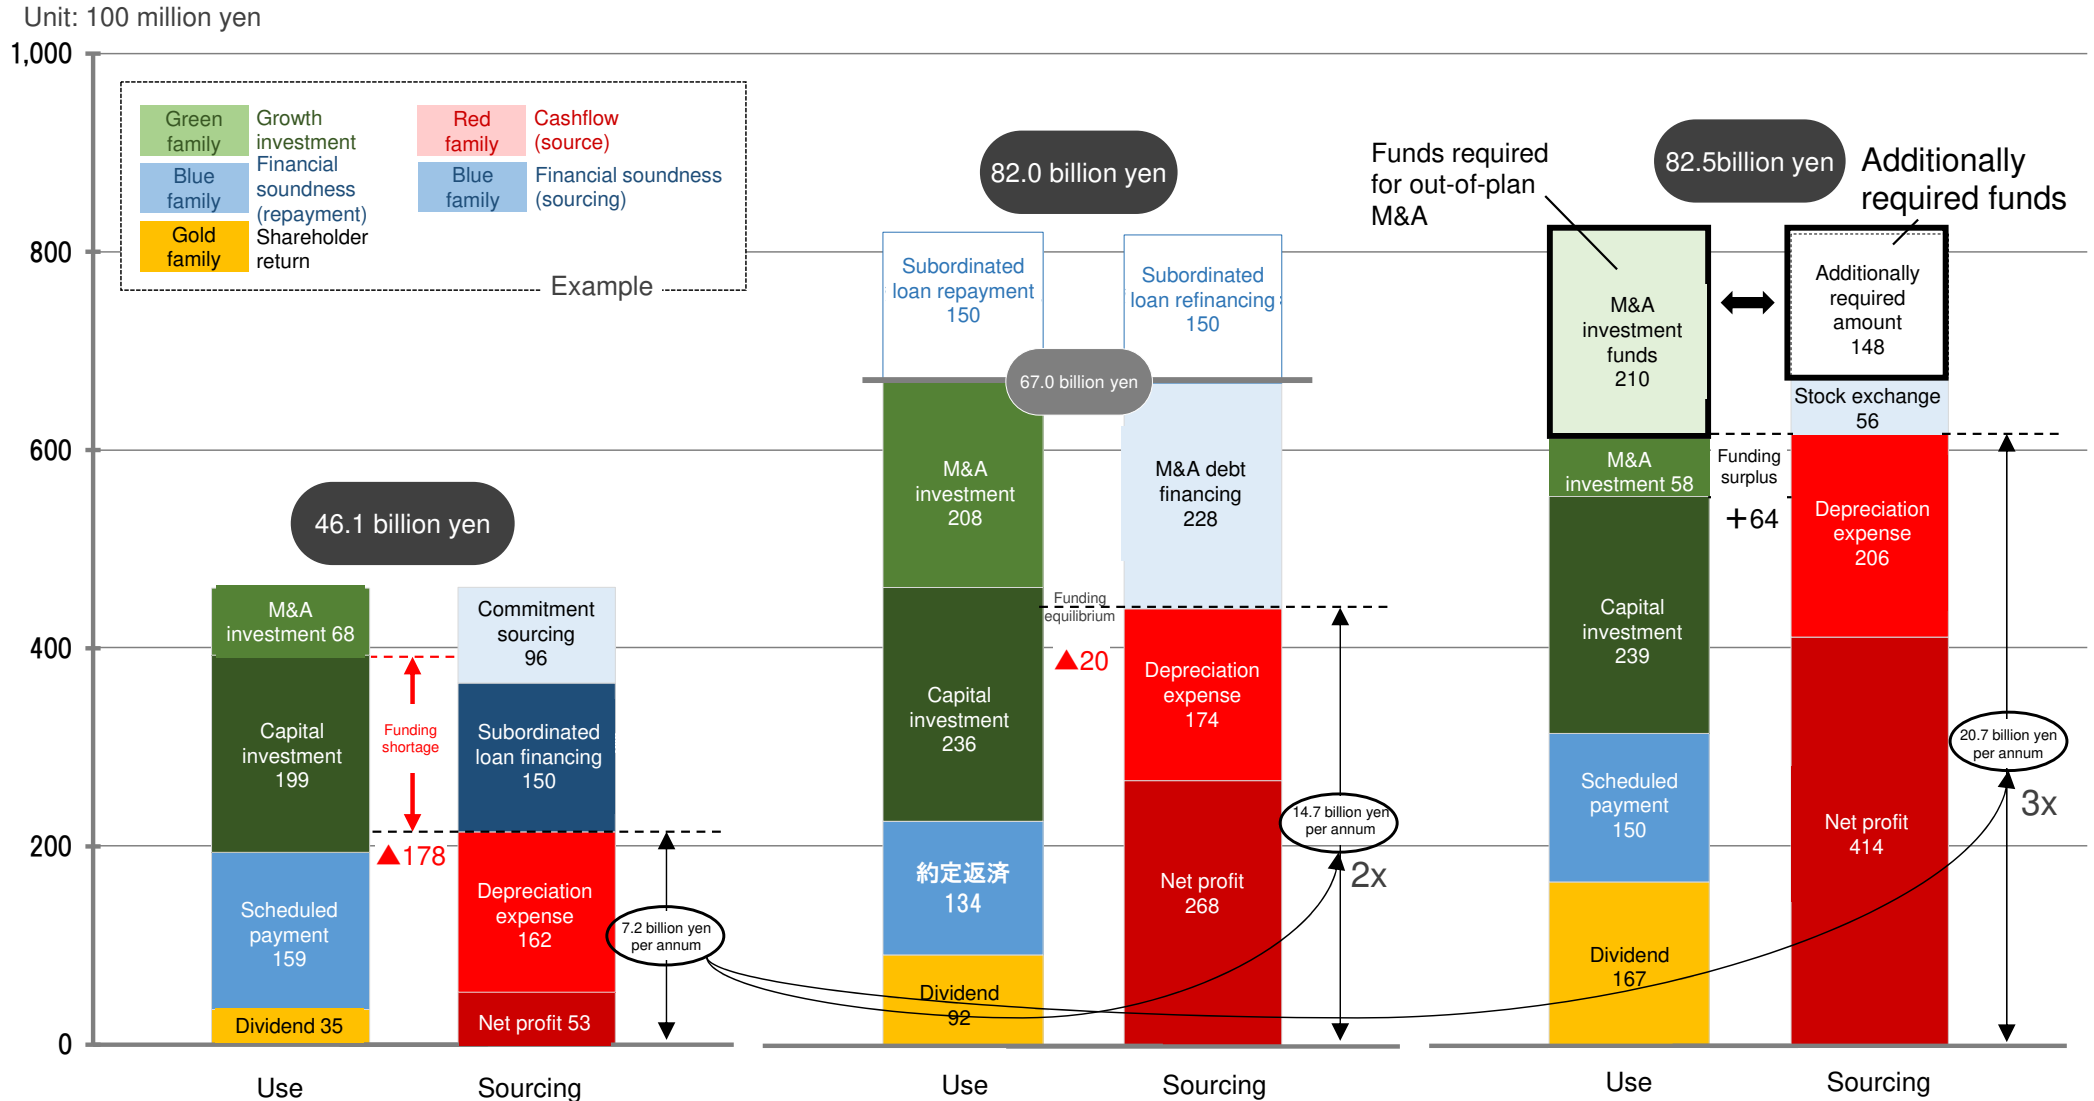 Unit: 100 million yen
1,000
800
600
400
200
0
Green
family
Growth
investment
Blue
family
Financial
soundness
(repayment)
Gold
family
Shareholder
return
Red
family
Cashflow
(source)
Blue
family
Financial soundness
(sourcing)
Example
46.1 billion yen
M&A
investment 68
Capital
investment
199
Scheduled
payment
159
Dividend 35
Funding
shortage
▲178
Commitment
sourcing
96
Subordinated
loan financing
150
Depreciation
expense
162
Net profit 53
7.2 billion yen
per annum
Use
Sourcing
82.0 billion yen
Subordinated
loan repayment
150
67.0 billion yen
M&A
investment
208
Capital
investment
236
約定返済
134
Dividend
92
Funding
equilibrium
▲20
Subordinated
loan refinancing
150
M&A debt
financing
228
Depreciation
expense
174
Net profit
268
14.7 billion yen
per annum
2x
Use
Sourcing
Funds required
for out-of-plan
M&A
82.5billion yen
Additionally
required funds
M&A
investment
funds
210
M&A
investment 58
Capital
investment
239
Scheduled
payment
150
Dividend
167
Funding
surplus
+64
Additionally
required
amount
148
Stock exchange
56
Depreciation
expense
206
Net profit
414
20.7 billion yen
per annum
3x
Use
Sourcing